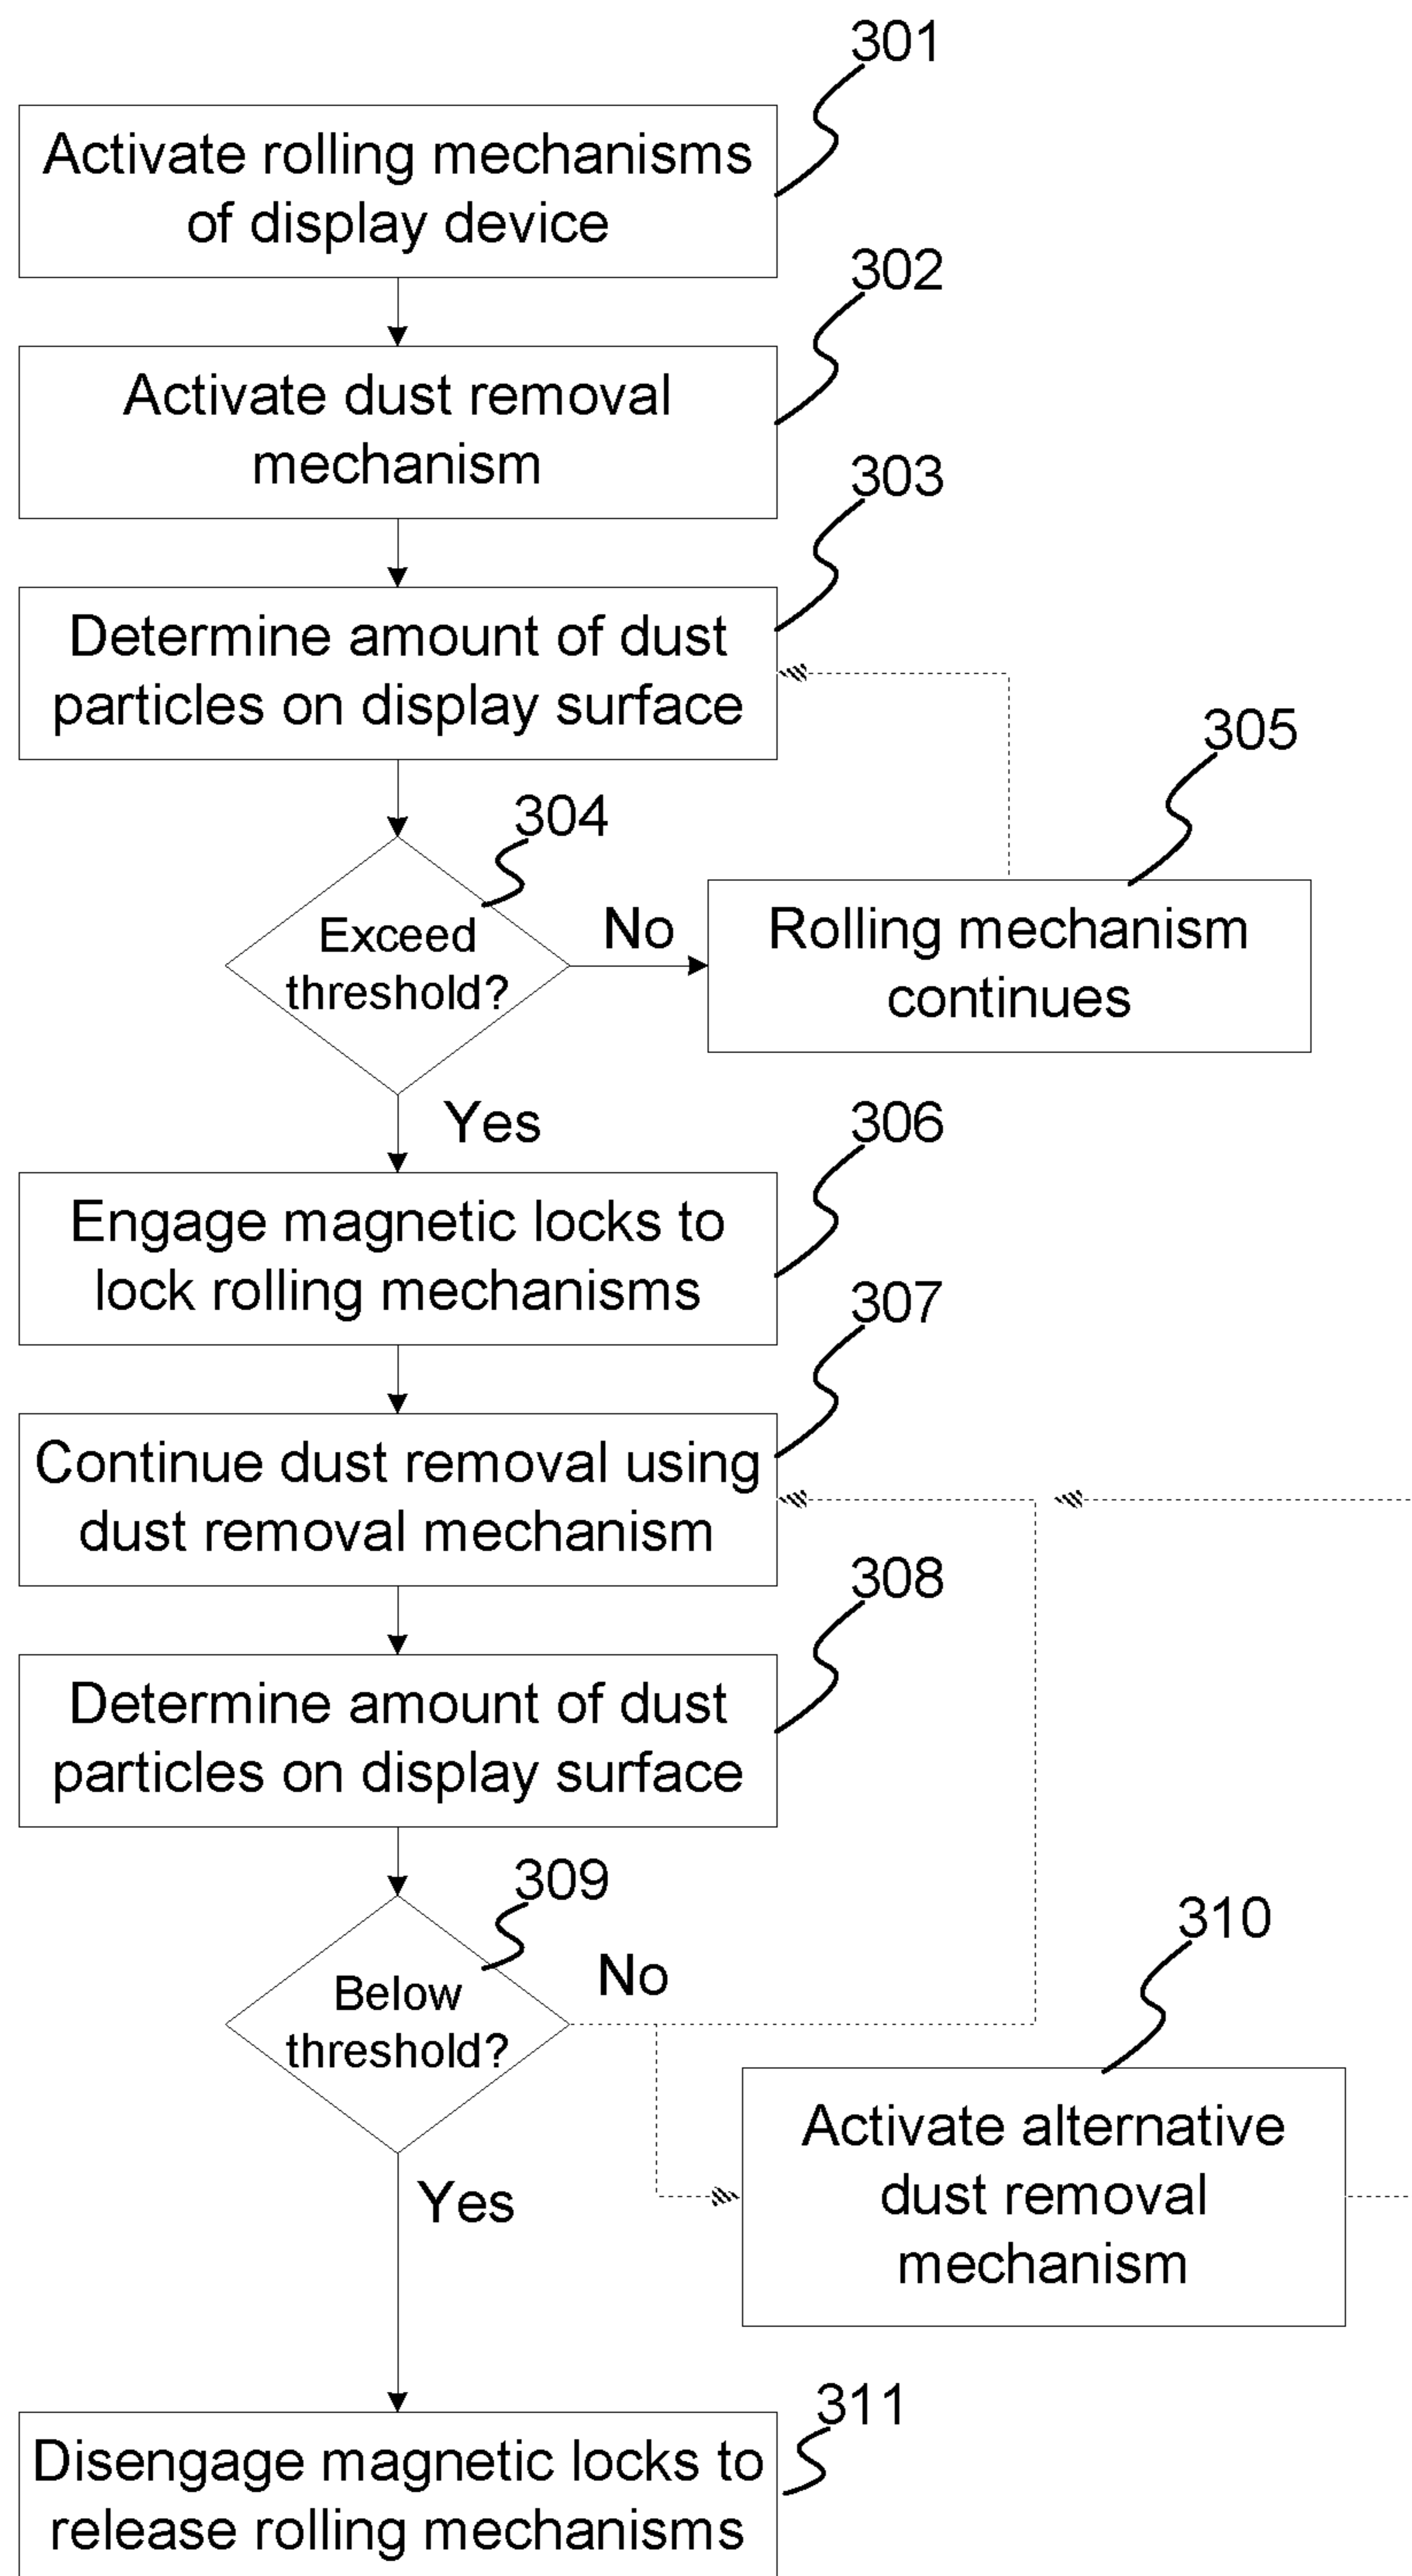 301
Activate rolling mechanisms
of display device
302
Activate dust removal
mechanism
303
Determine amount of dust
particles on display surface
304
Exceed
threshold?
No
305
Rolling mechanism
continues
Yes
306
Engage magnetic locks to
lock rolling mechanisms
307
Continue dust removal using
dust removal mechanism
308
Determine amount of dust
particles on display surface
309
Below
threshold?
No
310
Activate alternative
dust removal
mechanism
Yes
311
Disengage magnetic locks to
release rolling mechanisms